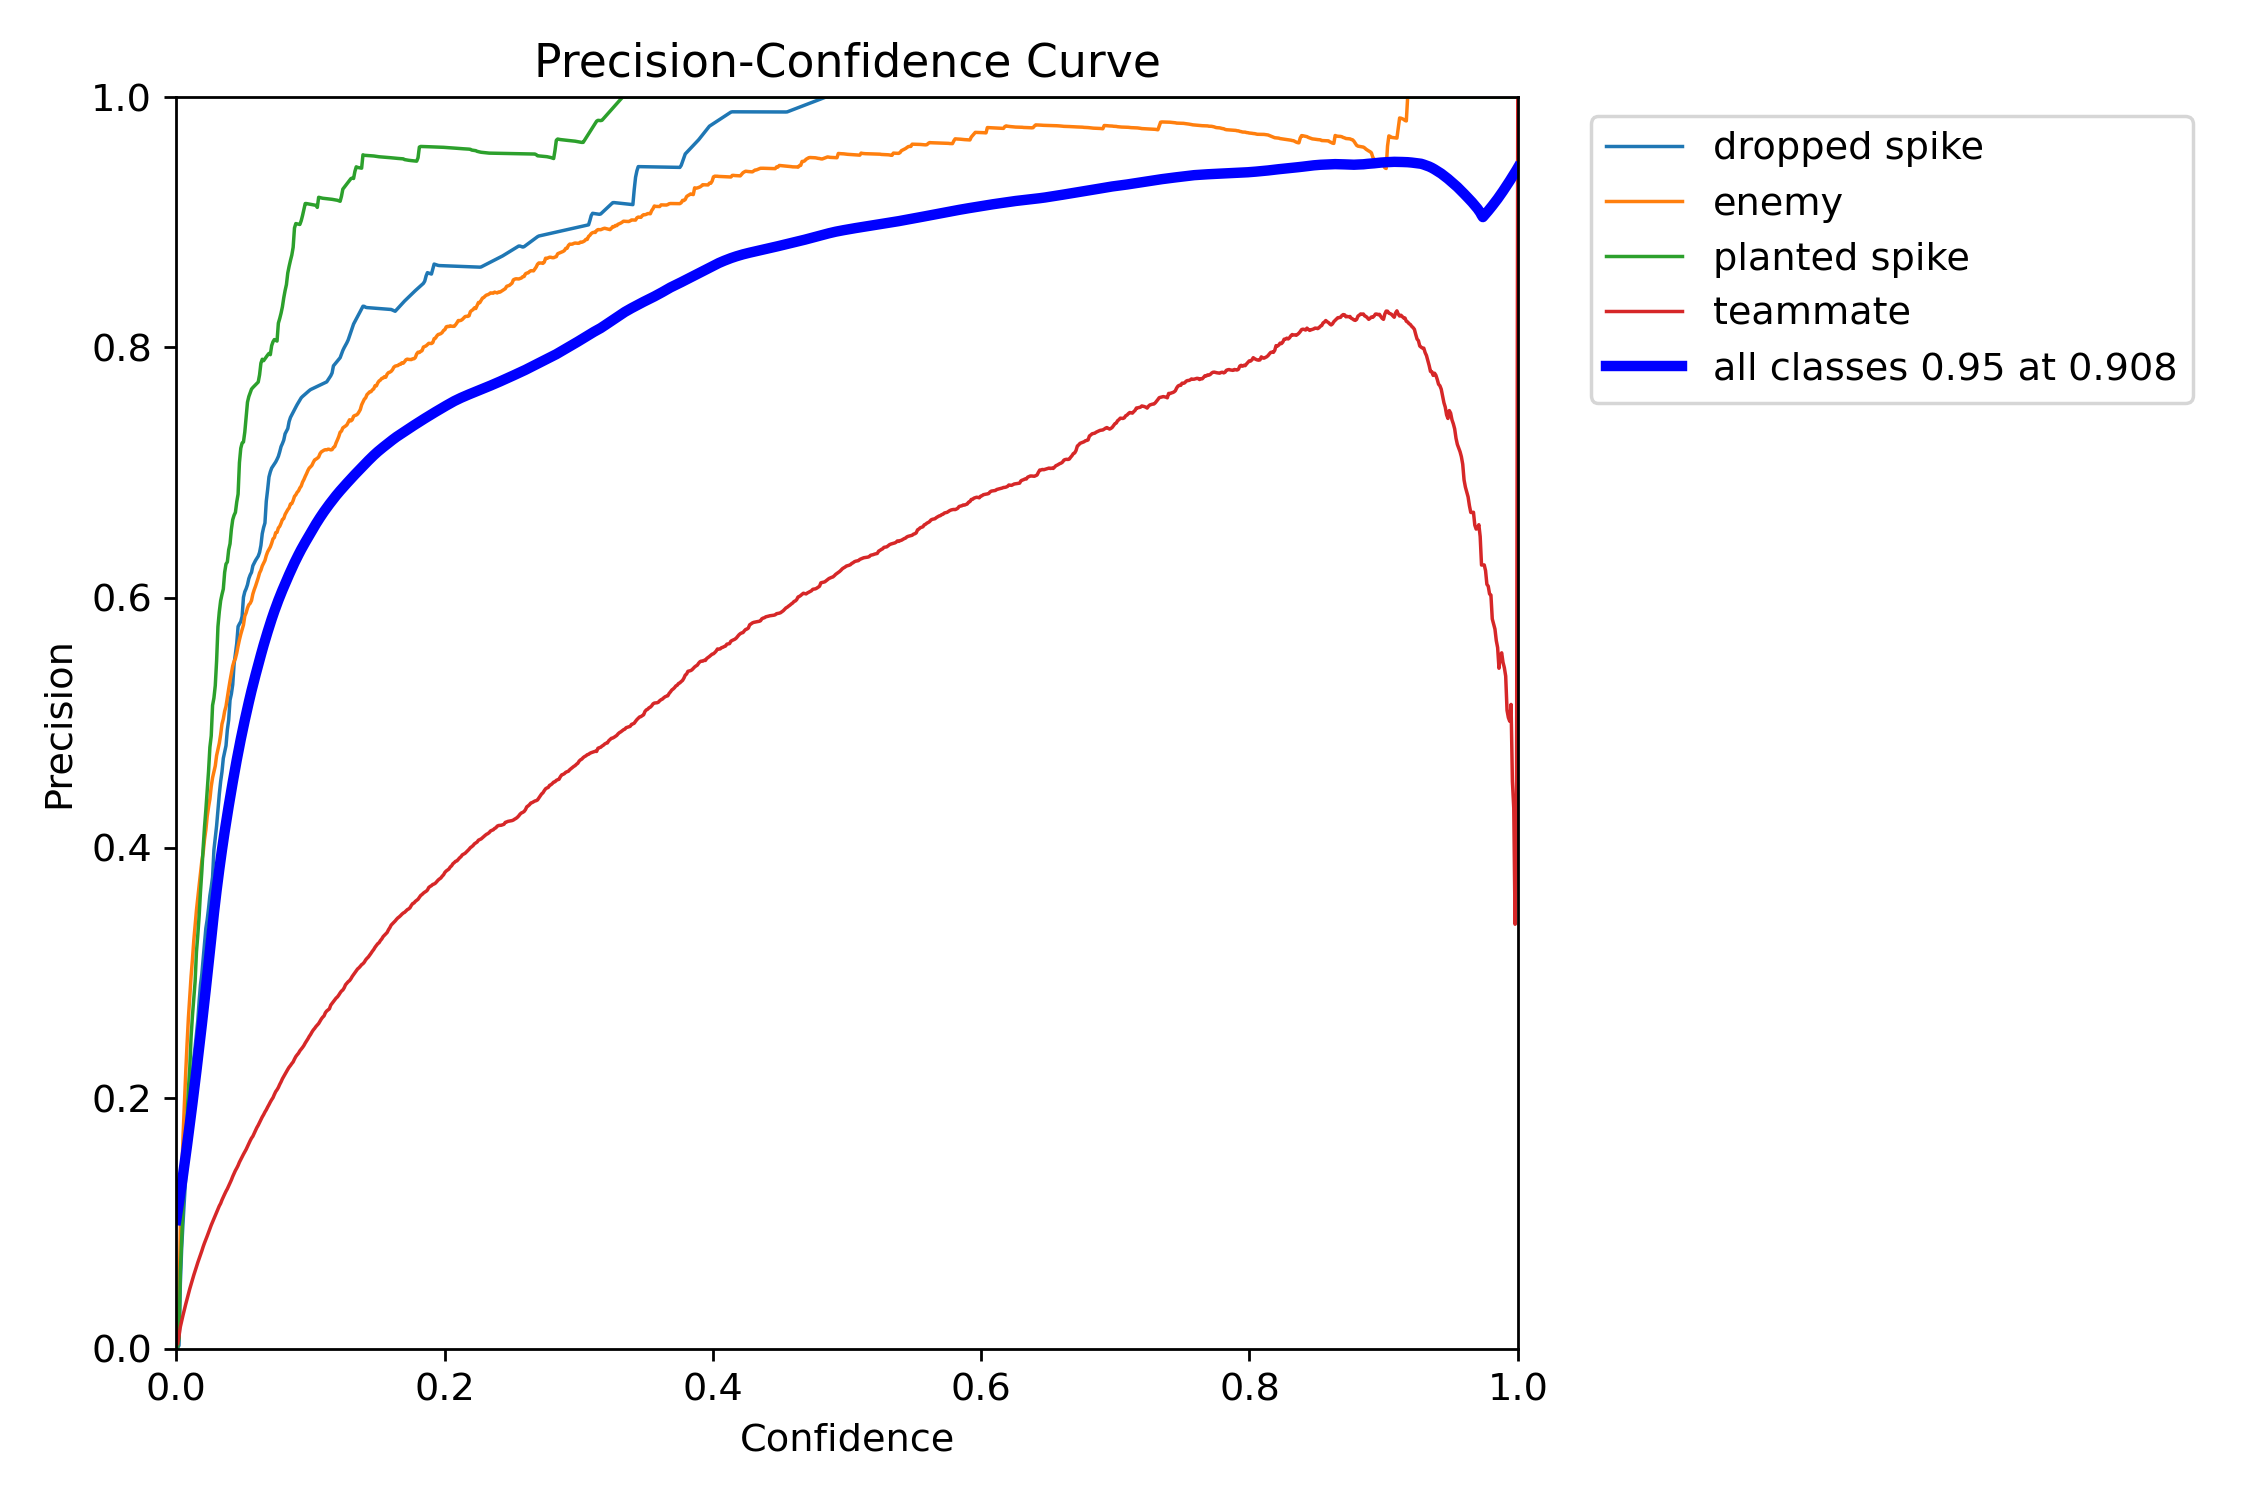 Precision-Confidence Curve
1.0
0.8
0.6
0.4
0.2
0.0
Precision
0.0 0.2 0.4 0.6 0.8 1.0
Confidence
dropped spike
enemy
planted spike
teammate
all classes 0.95 at 0.908